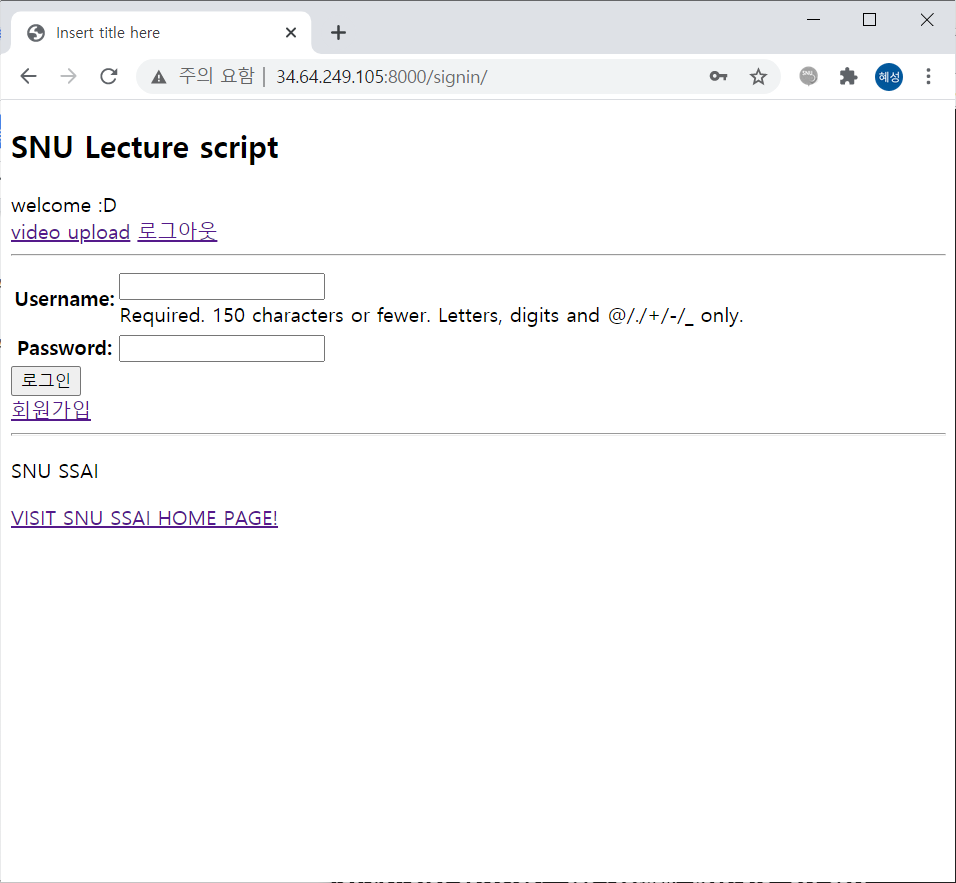 Insert title here
주의 요함 | 34.64.249.105:8000/signin/
혜성
SNU Lecture script
welcome :D
video upload 로그아웃
Username:
Required. 150 characters or fewer. Letters, digits and @/./+/-/_ only.
Password:
로그인
회원가입
SNU SSAI
VISIT SNU SSAI HOME PAGE!